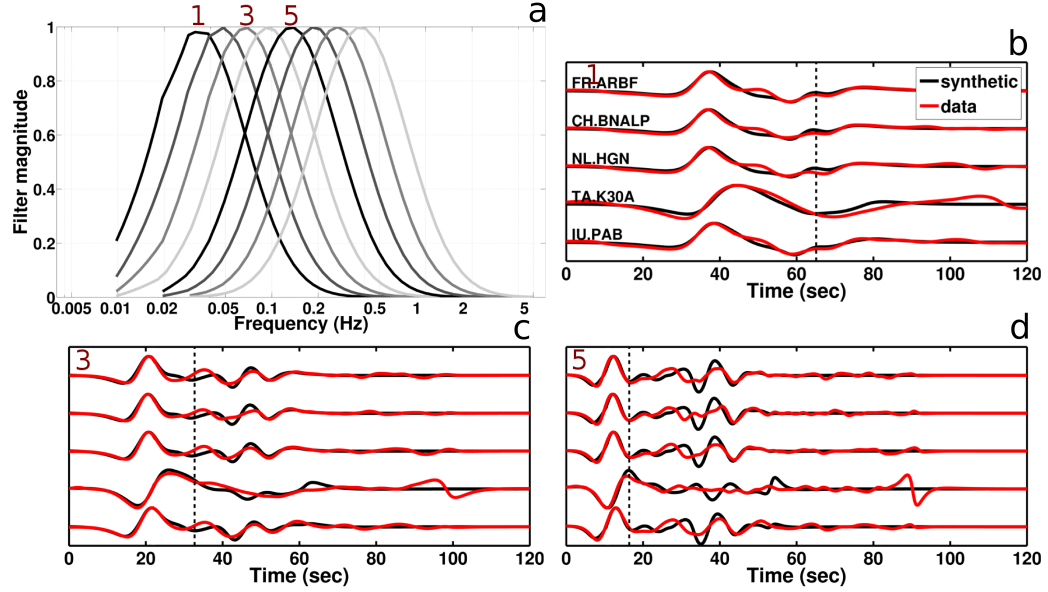 a
1 3 5
1
0.8
0.6
0.4
0.2
0
Filter magnitude
0.005 0.01 0.02 0.05 0.1 0.2 0.5 1 2 5
Frequency (Hz)
b
1
FR.ARBF
CH.BNALP
NL.HGN
TA.K30A
IU.PAB
synthetic
data
0 20 40 60 80 100 120
Time (sec)
c
3
0 20 40 60 80 100 120
Time (sec)
d
5
0 20 40 60 80 100 120
Time (sec)